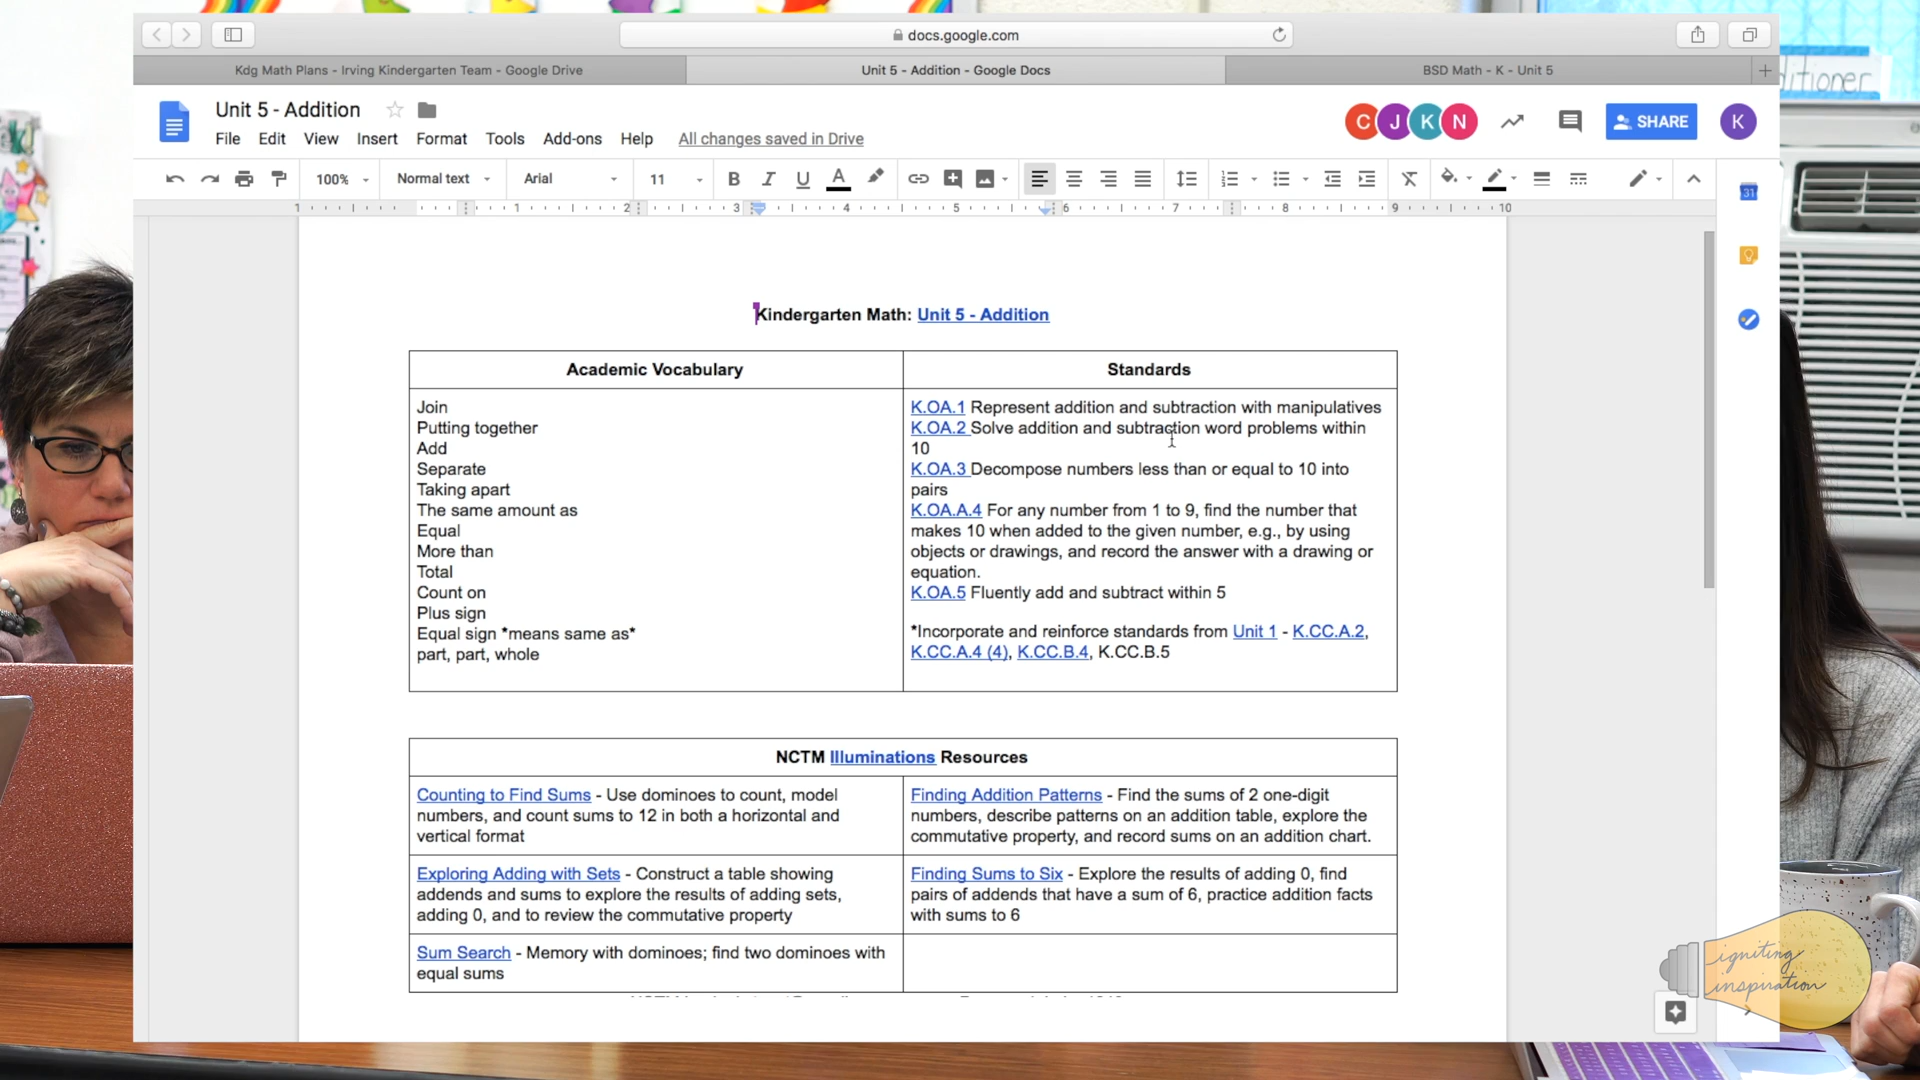 docs.google.com
Kdg Math Plans - Irving Kindergarten Team - Google Drive
Unit 5 - Addition - Google Docs
BSD Math - K - Unit 5
Unit 5 - Addition
C J K N
SHARE
K
File Edit View Insert Format Tools Add-ons Help All changes saved in Drive
100% Normal text Arial 11 B I U A
31
1 1 2 3 4 5 6 7 8 9 10
Kindergarten Math: Unit 5 - Addition
Academic Vocabulary
Join
Putting together
Add
Separate
Taking apart
The same amount as
Equal
More than
Total
Count on
Plus sign
Equal sign *means same as*
part, part, whole
Standards
K.OA.1 Represent addition and subtraction with manipulatives
K.OA.2 Solve addition and subtraction word problems within
10
K.OA.3 Decompose numbers less than or equal to 10 into
pairs
K.OA.A.4 For any number from 1 to 9, find the number that
makes 10 when added to the given number, e.g., by using
objects or drawings, and record the answer with a drawing or
equation.
K.OA.5 Fluently add and subtract within 5
*Incorporate and reinforce standards from Unit 1 - K.CC.A.2,
K.CC.A.4 (4), K.CC.B.4, K.CC.B.5
NCTM Illuminations Resources
Counting to Find Sums - Use dominoes to count, model
numbers, and count sums to 12 in both a horizontal and
vertical format
Finding Addition Patterns - Find the sums of 2 one-digit
numbers, describe patterns on an addition table, explore the
commutative property, and record sums on an addition chart.
Exploring Adding with Sets - Construct a table showing
addends and sums to explore the results of adding sets,
adding 0, and to review the commutative property
Finding Sums to Six - Explore the results of adding 0, find
pairs of addends that have a sum of 6, practice addition facts
with sums to 6
Sum Search - Memory with dominoes; find two dominoes with
equal sums
igniting
inspiration